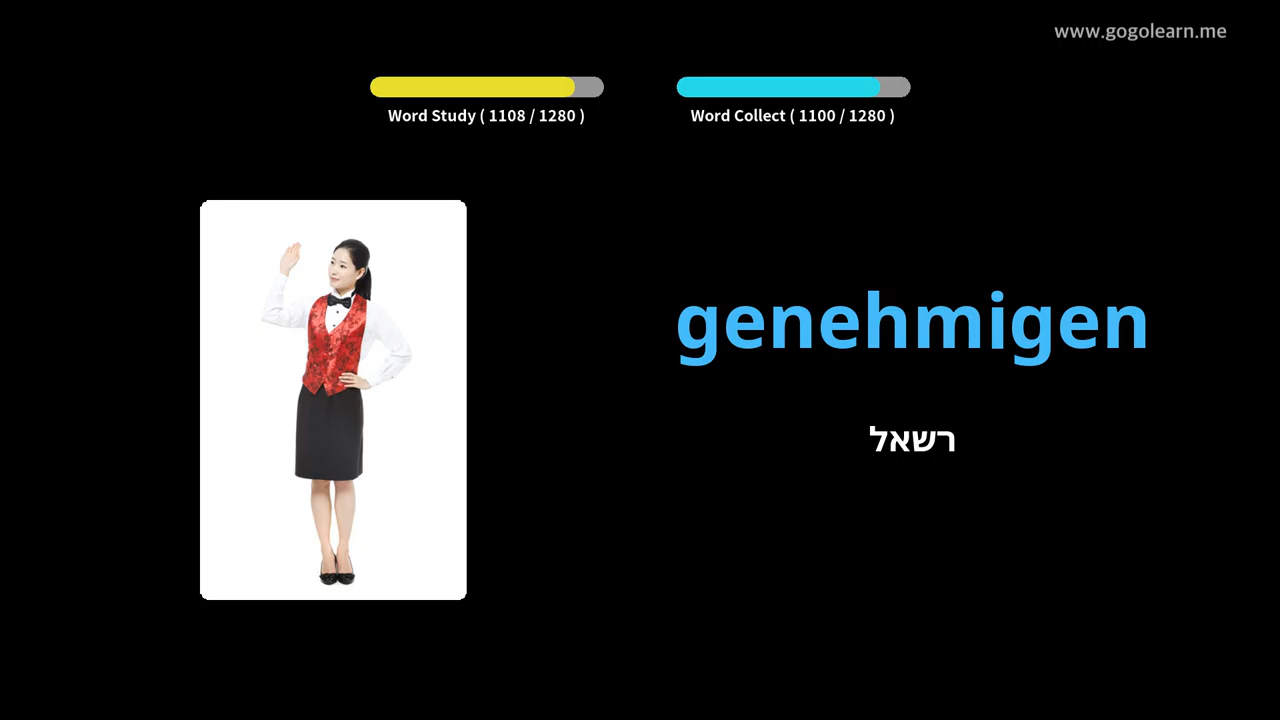 www.gogolearn.me
Word Study ( 1108 / 1280 )
Word Collect ( 1100 / 1280 )
genehmigen
רשאל